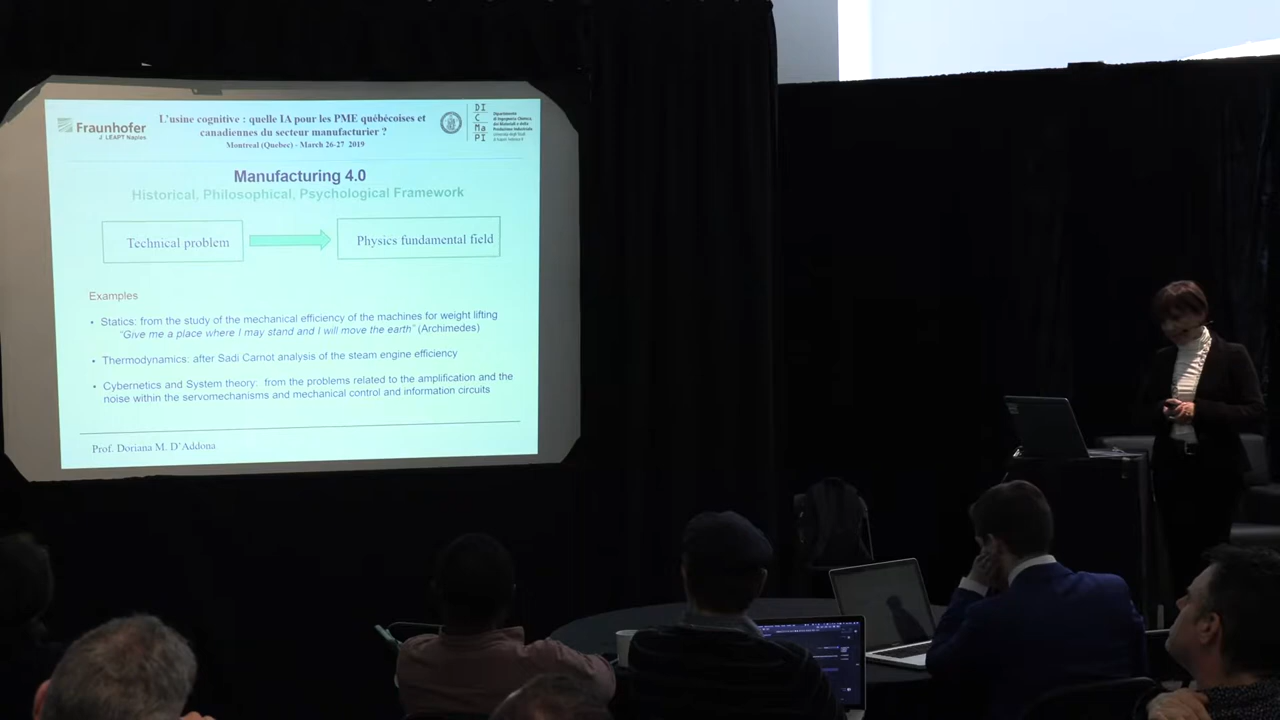 Fraunhofer
J LEAPT Naples
L'usine cognitive : quelle IA pour les PME québécoises et
canadiennes du secteur manufacturier ?
Montreal (Quebec) - March 26-27 2019
DI
C
Ma
PI
Manufacturing 4.0
Historical, Philosophical, Psychological Framework
Technical problem
Physics fundamental field
Examples
• Statics: from the study of the mechanical efficiency of the machines for weight lifting
"Give me a place where I may stand and I will move the earth" (Archimedes)
• Thermodynamics: after Sadi Carnot analysis of the steam engine efficiency
• Cybernetics and System theory: from the problems related to the amplification and the
noise within the servomechanisms and mechanical control and information circuits
Prof. Doriana M. D'Addona